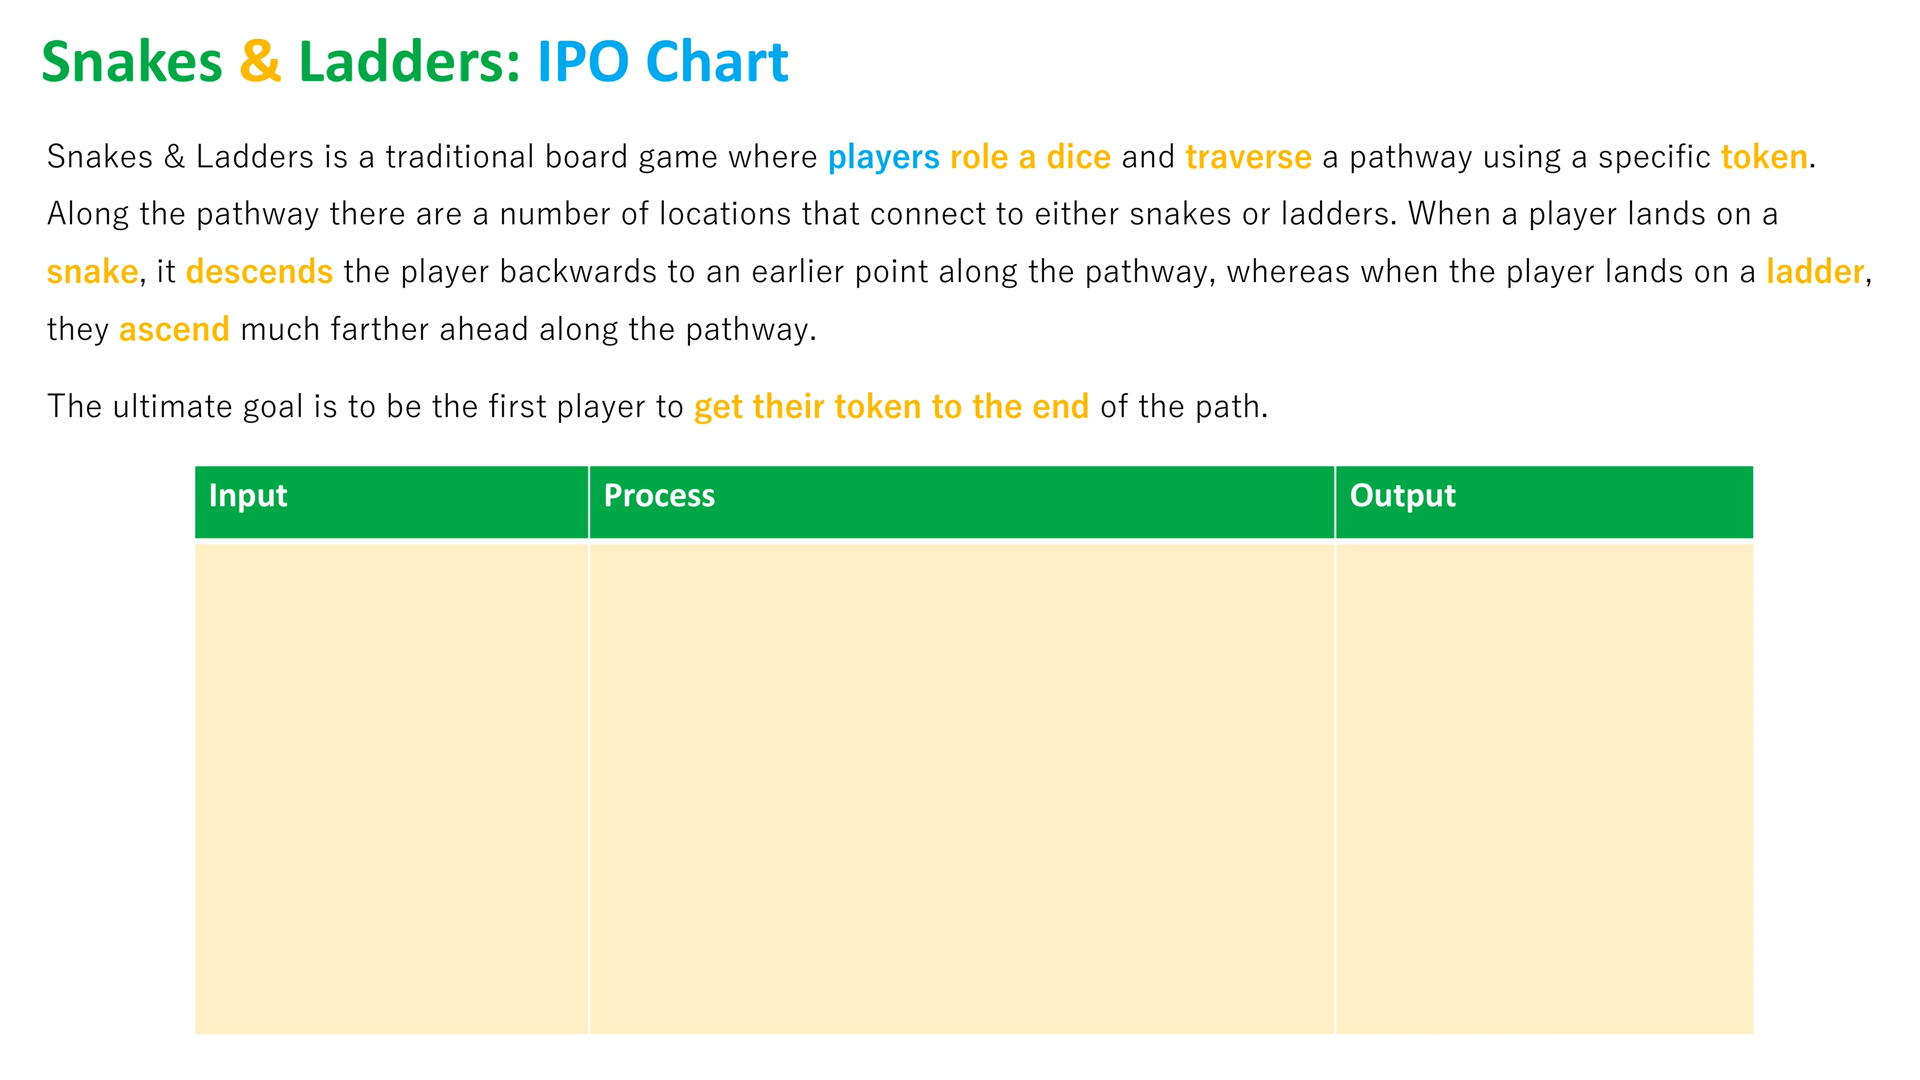 Snakes & Ladders: IPO Chart
Snakes & Ladders is a traditional board game where players role a dice and traverse a pathway using a specific token.
Along the pathway there are a number of locations that connect to either snakes or ladders. When a player lands on a
snake, it descends the player backwards to an earlier point along the pathway, whereas when the player lands on a ladder,
they ascend much farther ahead along the pathway.
The ultimate goal is to be the first player to get their token to the end of the path.
Input Process Output